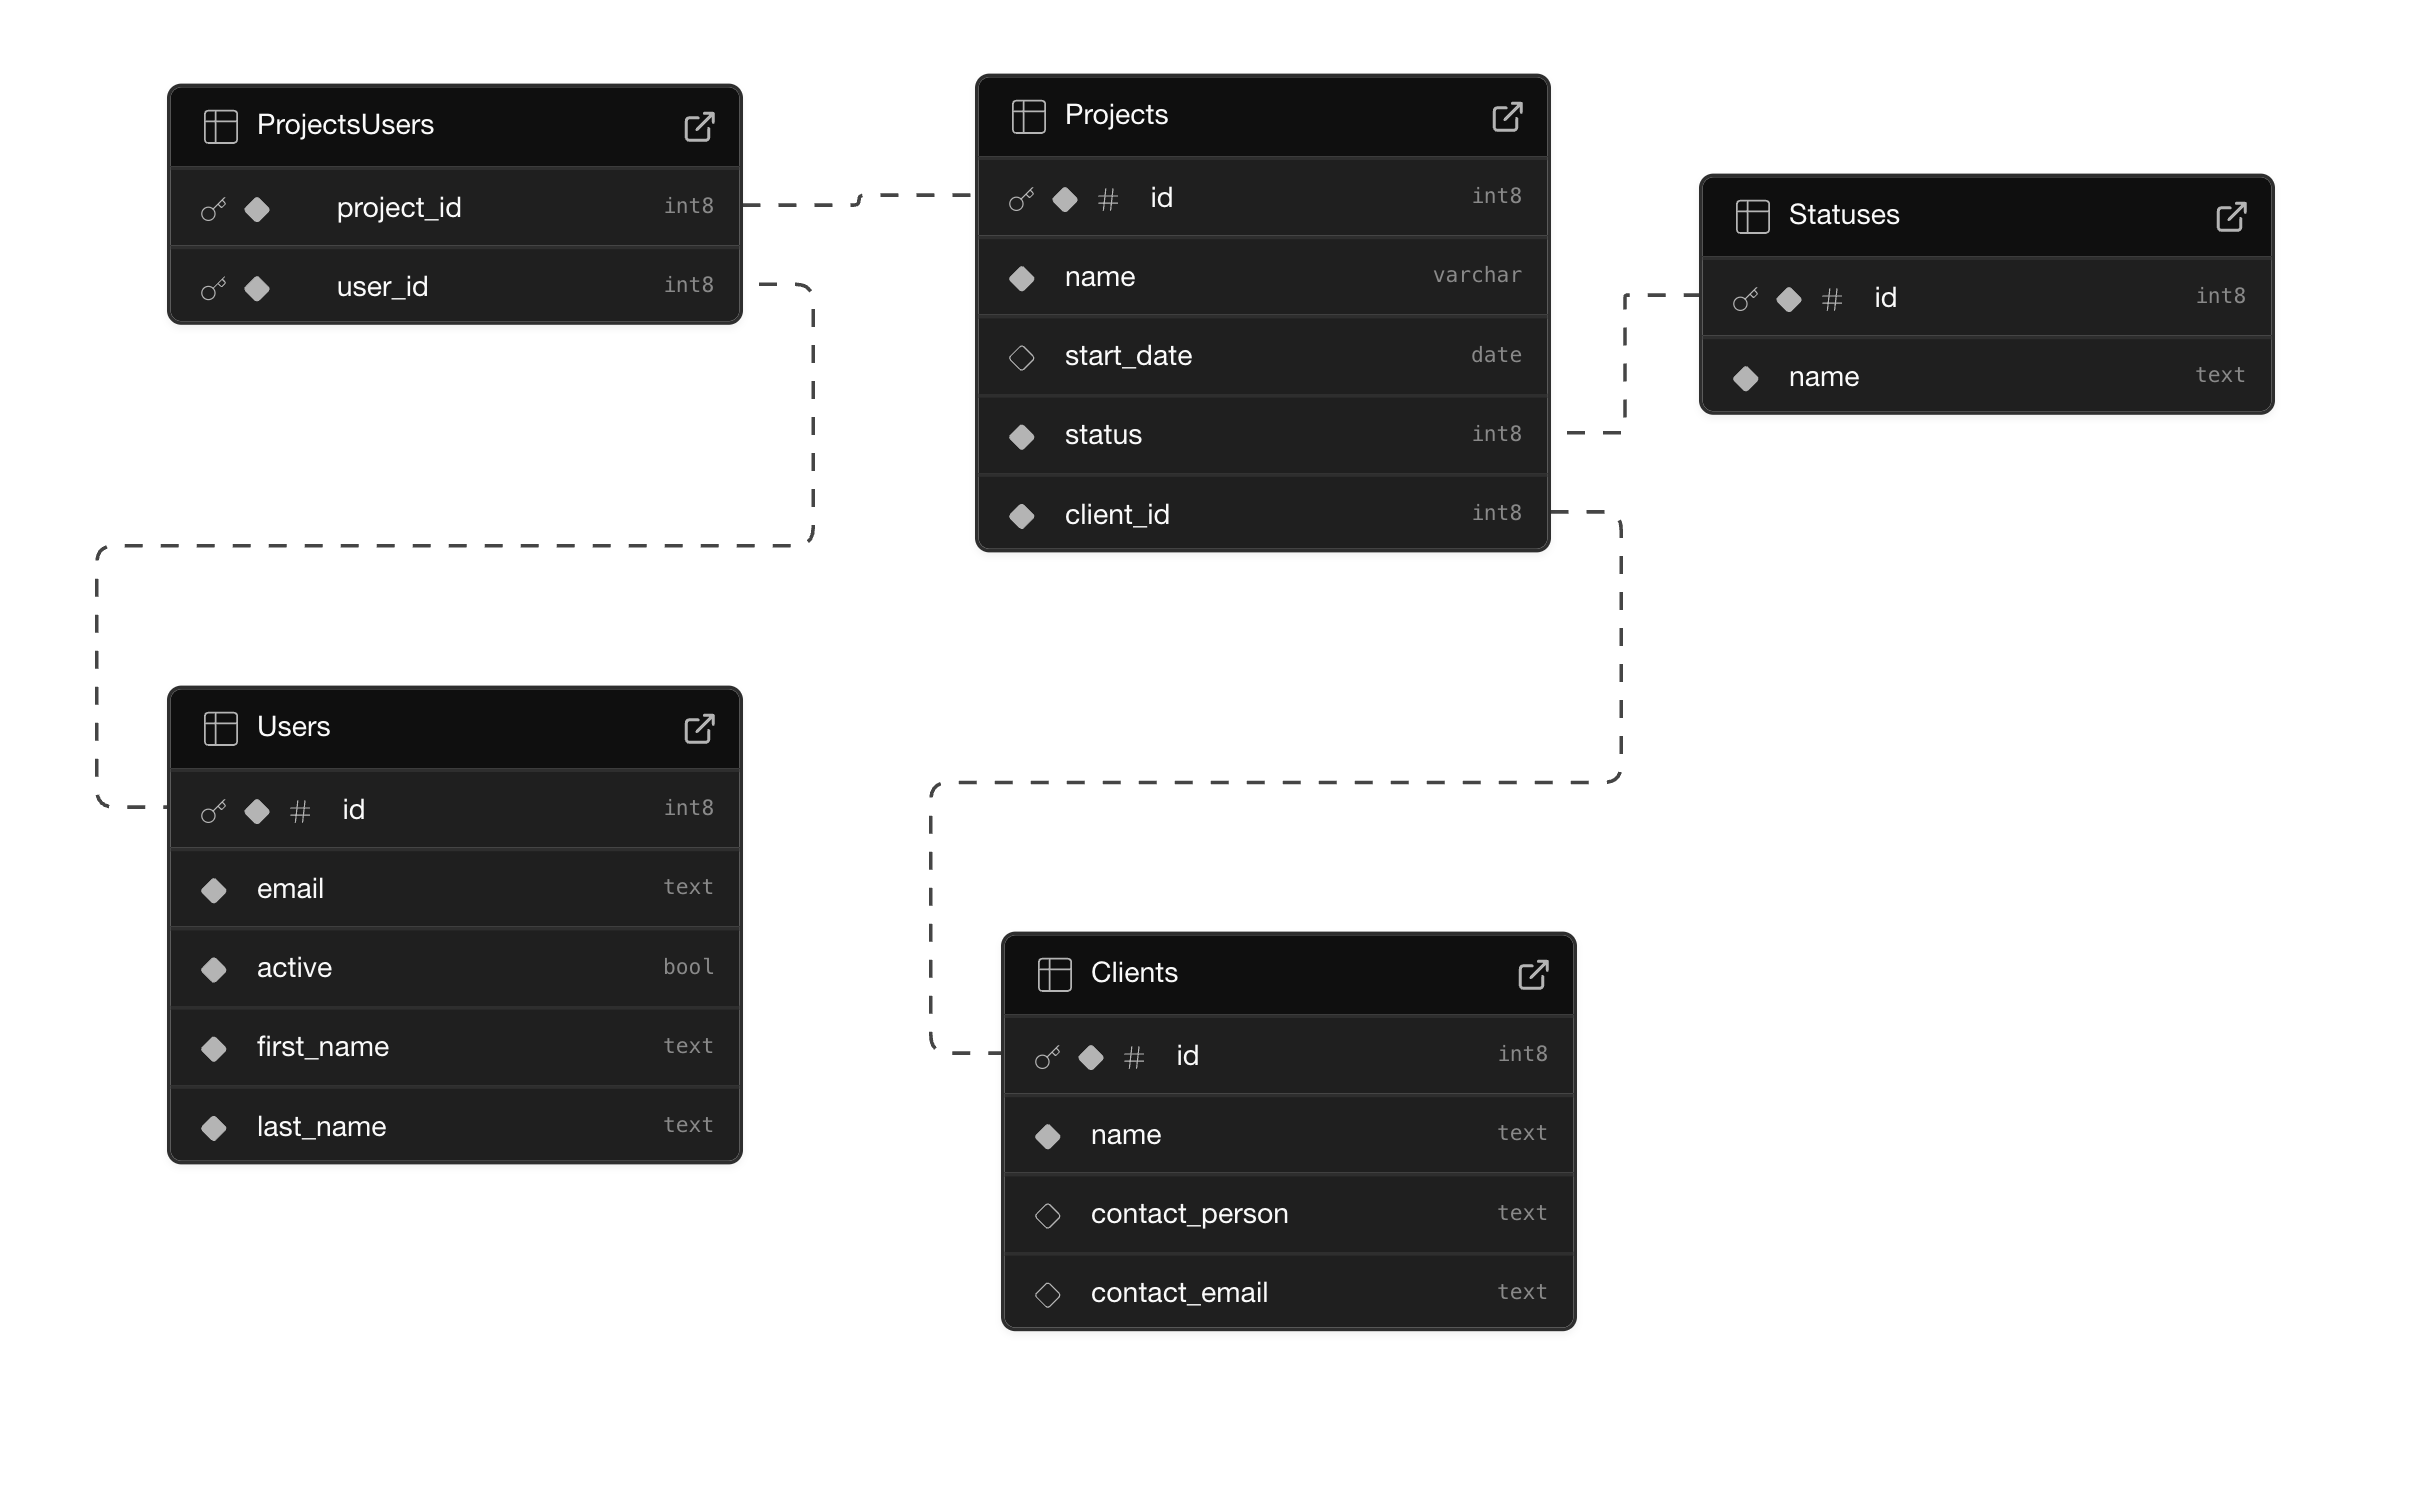 ProjectsUsers
project_id int8
user_id int8
Projects
# id int8
name varchar
start_date date
status int8
client_id int8
Statuses
# id int8
name text
Users
# id int8
email text
active bool
first_name text
last_name text
Clients
# id int8
name text
contact_person text
contact_email text